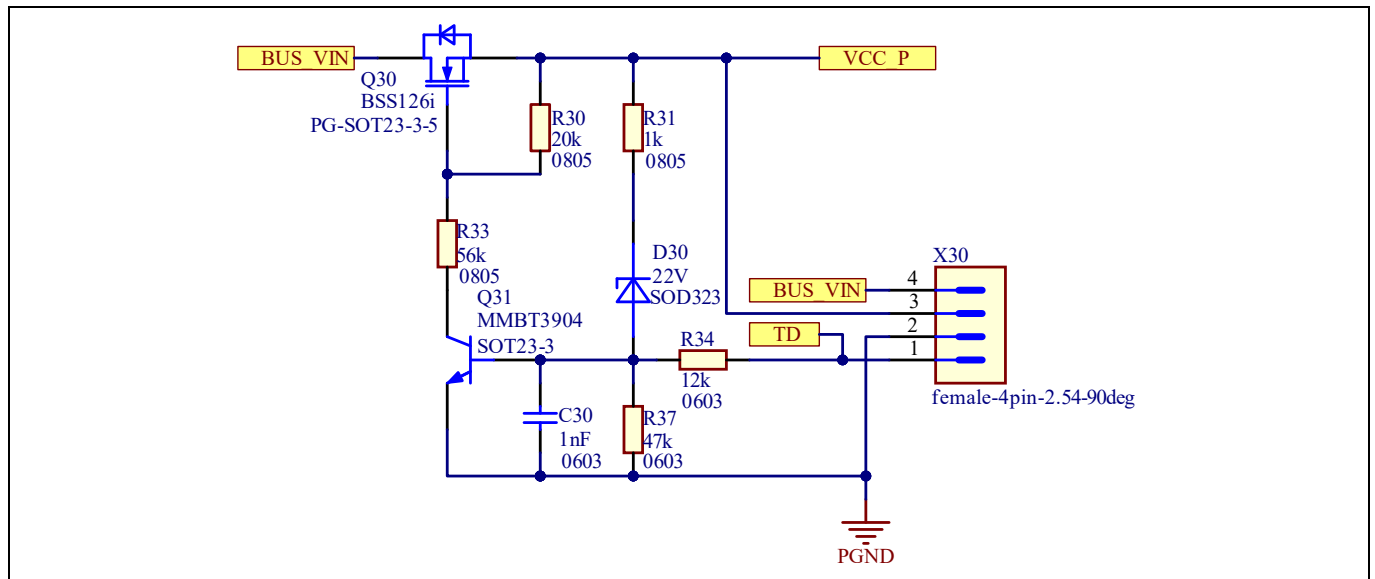 BUS_VIN
VCC_P
Q30
BSS126i
PG-SOT23-3-5
R30
20k
0805
R31
1k
0805
R33
56k
0805
D30
22V
SOD323
X30
BUS_VIN
4
3
2
1
TD
Q31
MMBT3904
SOT23-3
R34
12k
0603
female-4pin-2.54-90deg
C30
1nF
0603
R37
47k
0603
PGND